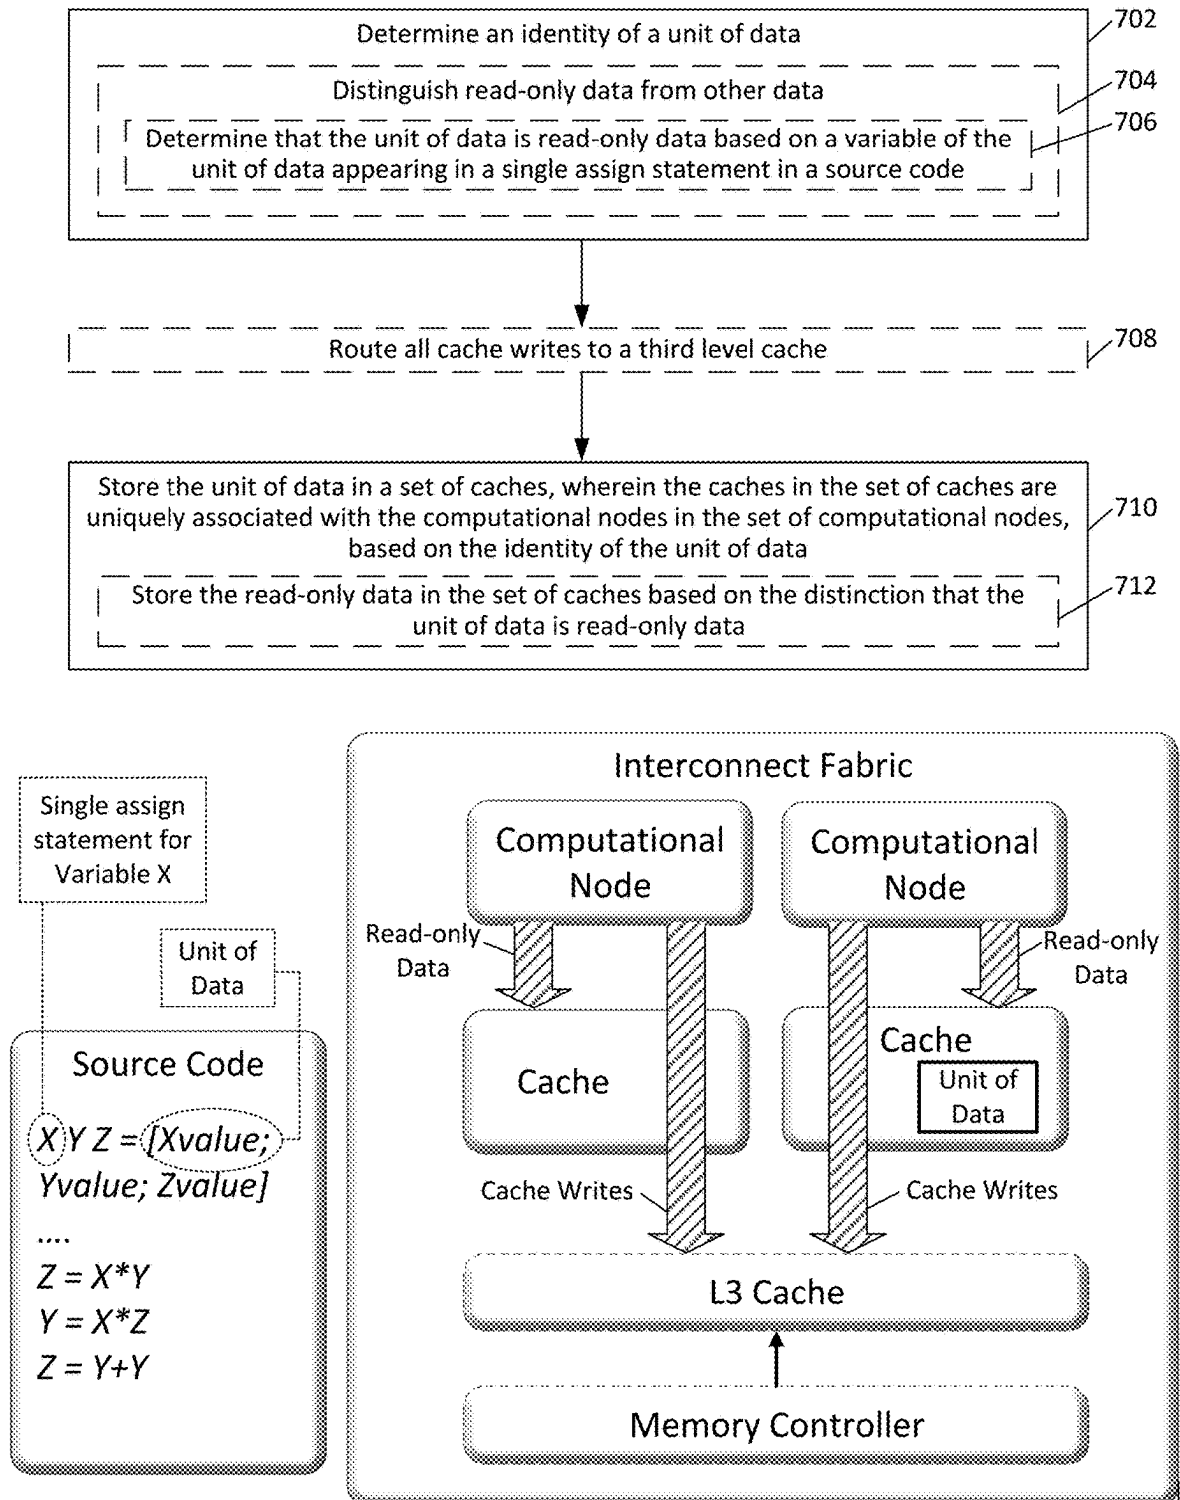 Determine an identity of a unit of data
702
Distinguish read-only data from other data
704
Determine that the unit of data is read-only data based on a variable of the
unit of data appearing in a single assign statement in a source code
706
Route all cache writes to a third level cache
708
Store the unit of data in a set of caches, wherein the caches in the set of caches are
uniquely associated with the computational nodes in the set of computational nodes,
based on the identity of the unit of data
710
Store the read-only data in the set of caches based on the distinction that the
unit of data is read-only data
712
Single assign
statement for
Variable X
Unit of
Data
Source Code
X Y Z = [Xvalue;
Yvalue; Zvalue]
....
Z = X*Y
Y = X*Z
Z = Y+Y
Interconnect Fabric
Computational
Node
Computational
Node
Read-only
Data
Read-only
Data
Cache
Cache
Unit of
Data
Cache Writes
Cache Writes
L3 Cache
Memory Controller